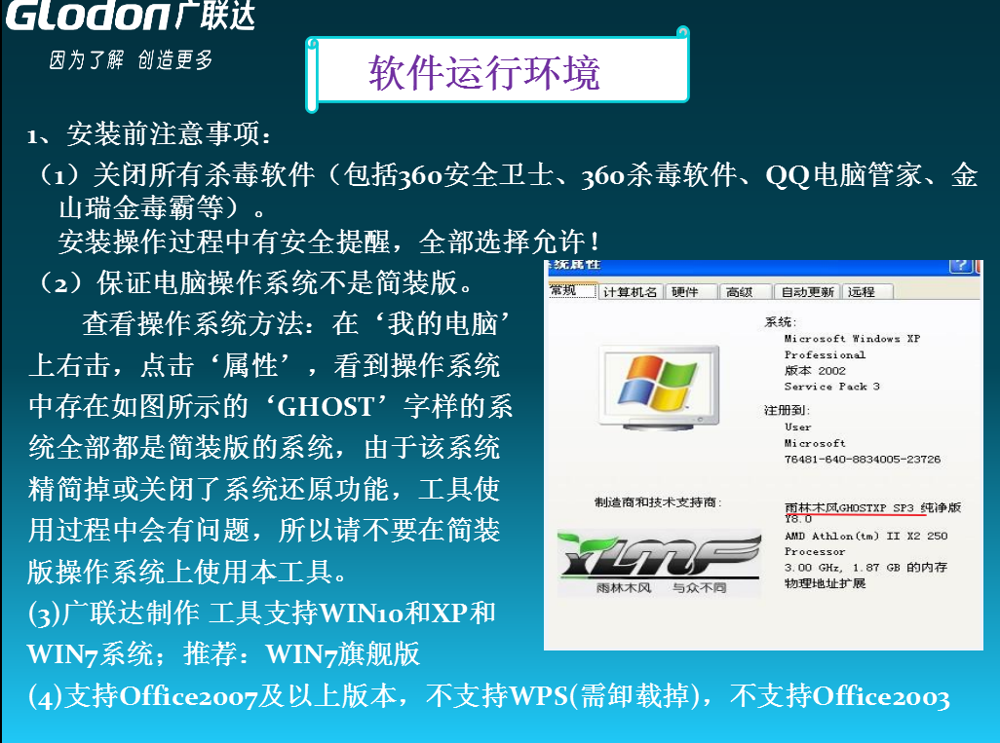 GLodon广联达
因为了解 创造更多
软件运行环境
1、安装前注意事项：
（1）关闭所有杀毒软件（包括360安全卫士、360杀毒软件、QQ电脑管家、金
山瑞金毒霸等）。
安装操作过程中有安全提醒，全部选择允许！
（2）保证电脑操作系统不是简装版。
查看操作系统方法：在‘我的电脑’
上右击，点击‘属性’，看到操作系统
中存在如图所示的‘GHOST’字样的系
统全部都是简装版的系统，由于该系统
精简掉或关闭了系统还原功能，工具使
用过程中会有问题，所以请不要在简装
版操作系统上使用本工具。
(3)广联达制作 工具支持WIN10和XP和
WIN7系统；推荐：WIN7旗舰版
(4)支持Office2007及以上版本，不支持WPS(需卸载掉)，不支持Office2003
系统属性
常规 计算机名 硬件 高级 自动更新 远程
系统:
Microsoft Windows XP
Professional
版本 2002
Service Pack 3
注册到:
User
Microsoft
76481-640-8834005-23726
制造商和技术支持商:
雨林木风GHOSTXP SP3 纯净版
Y8.0
AMD Athlon(tm) II X2 250
Processor
3.00 GHz, 1.87 GB 的内存
物理地址扩展
YLMF
雨林木风 与众不同